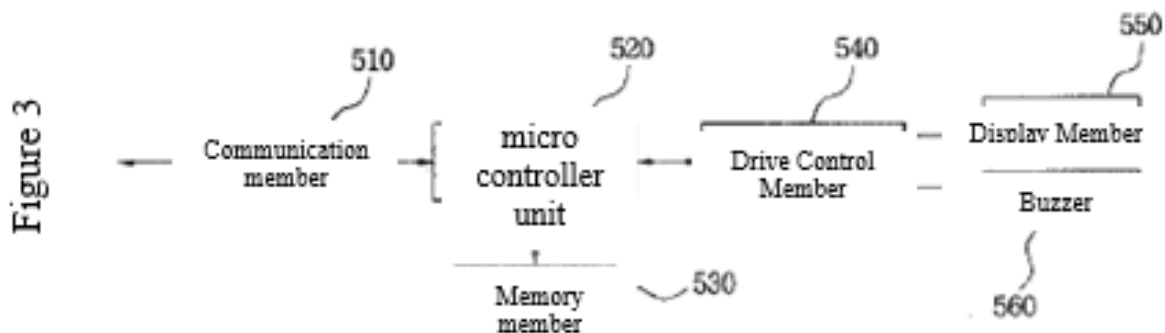 Figure 3
510
520
540
550
Communication
member
micro
controller
unit
Drive Control
Member
Display Member
Buzzer
Memory
member
530
560